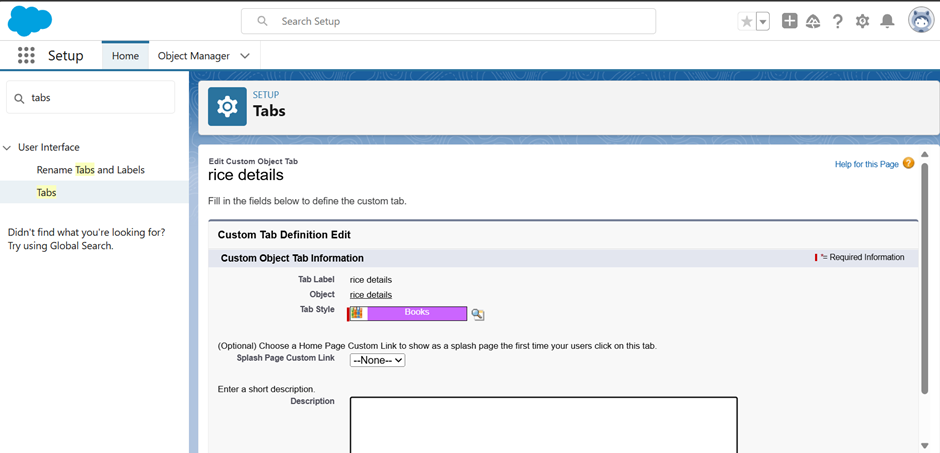 Search Setup
Setup
Home
Object Manager
tabs
User Interface
Rename Tabs and Labels
Tabs
Didn't find what you're looking for?
Try using Global Search.
SETUP
Tabs
Edit Custom Object Tab
rice details
Help for this Page
Fill in the fields below to define the custom tab.
Custom Tab Definition Edit
Custom Object Tab Information
*= Required Information
Tab Label rice details
Object rice details
Tab Style Books
(Optional) Choose a Home Page Custom Link to show as a splash page the first time your users click on this tab.
Splash Page Custom Link --None--
Enter a short description.
Description